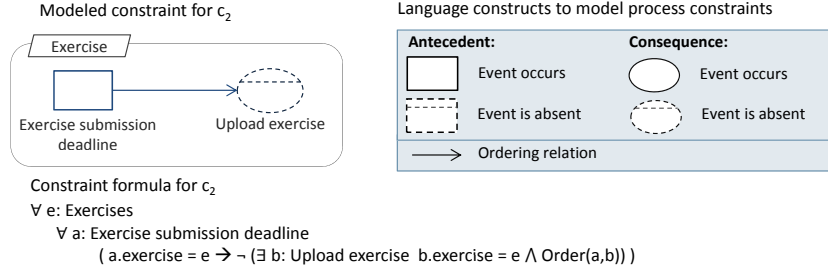 Modeled constraint for c₂
Exercise
Exercise submission
deadline
Upload exercise
Language constructs to model process constraints
Antecedent:
Consequence:
Event occurs
Event occurs
Event is absent
Event is absent
Ordering relation
Constraint formula for c₂
∀ e: Exercises
∀ a: Exercise submission deadline
( a.exercise = e → ¬ (∃ b: Upload exercise b.exercise = e ⋀ Order(a,b)) )